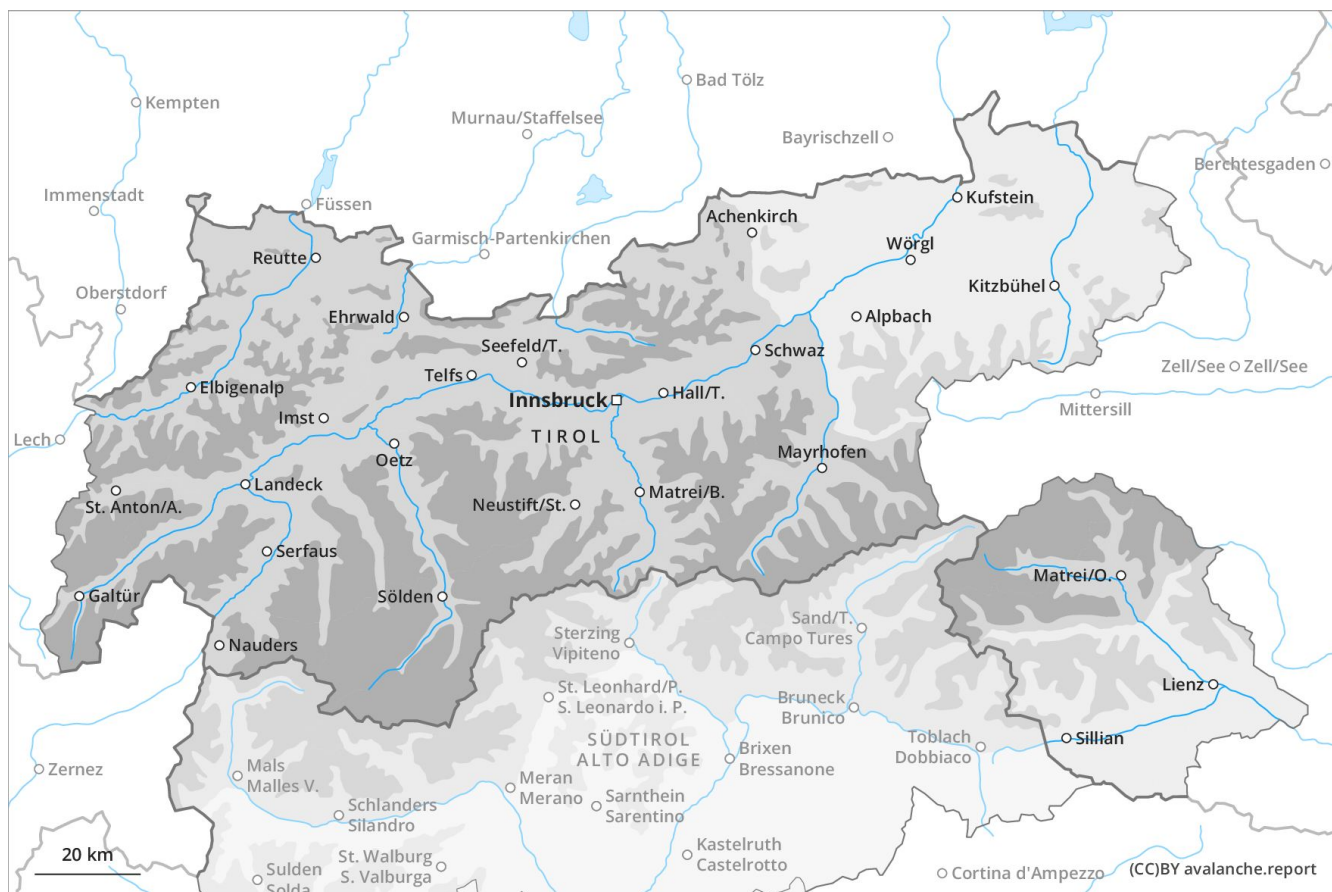 Kempten
Bad Tölz
Murnau/Staffelsee
Bayrischzell
Berchtesgaden
Immenstadt
Füssen
Kufstein
Achenkirch
Garmisch-Partenkirchen
Wörgl
Reutte
Oberstdorf
Kitzbühel
Ehrwald
Alpbach
Seefeld/T.
Schwaz
Zell/See
Zell/See
Telfs
Elbigenalp
Hall/T.
Innsbruck
Mittersill
Imst
Lech
TIROL
Oetz
Mayrhofen
Landeck
Matrei/B.
St. Anton/A.
Neustift/St.
Serfaus
Matrei/O.
Galtür
Sölden
Sand/T.
Campo Tures
Sterzing
Vipiteno
Nauders
Lienz
St. Leonhard/P.
S. Leonardo i. P.
Bruneck
Brunico
Sillian
SÜDTIROL
ALTO ADIGE
Toblach
Dobbiaco
Brixen
Bressanone
Zernez
Mals
Malles V.
Meran
Merano
Sarnthein
Sarentino
Schlanders
Silandro
Kastelruth
Castelrotto
20 km
St. Walburg
S. Valburga
Sulden
Solda
Cortina d'Ampezzo
(CC)BY avalanche.report